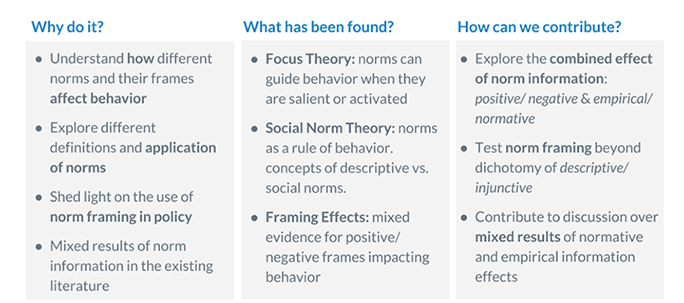 Why do it?
● Understand how different
norms and their frames
affect behavior
● Explore different
definitions and application
of norms
● Shed light on the use of
norm framing in policy
● Mixed results of norm
information in the existing
literature
What has been found?
● Focus Theory: norms can
guide behavior when they
are salient or activated
● Social Norm Theory: norms
as a rule of behavior.
concepts of descriptive vs.
social norms.
● Framing Effects: mixed
evidence for positive/
negative frames impacting
behavior
How can we contribute?
● Explore the combined effect
of norm information:
positive/ negative & empirical/
normative
● Test norm framing beyond
dichotomy of descriptive/
injunctive
● Contribute to discussion over
mixed results of normative
and empirical information
effects